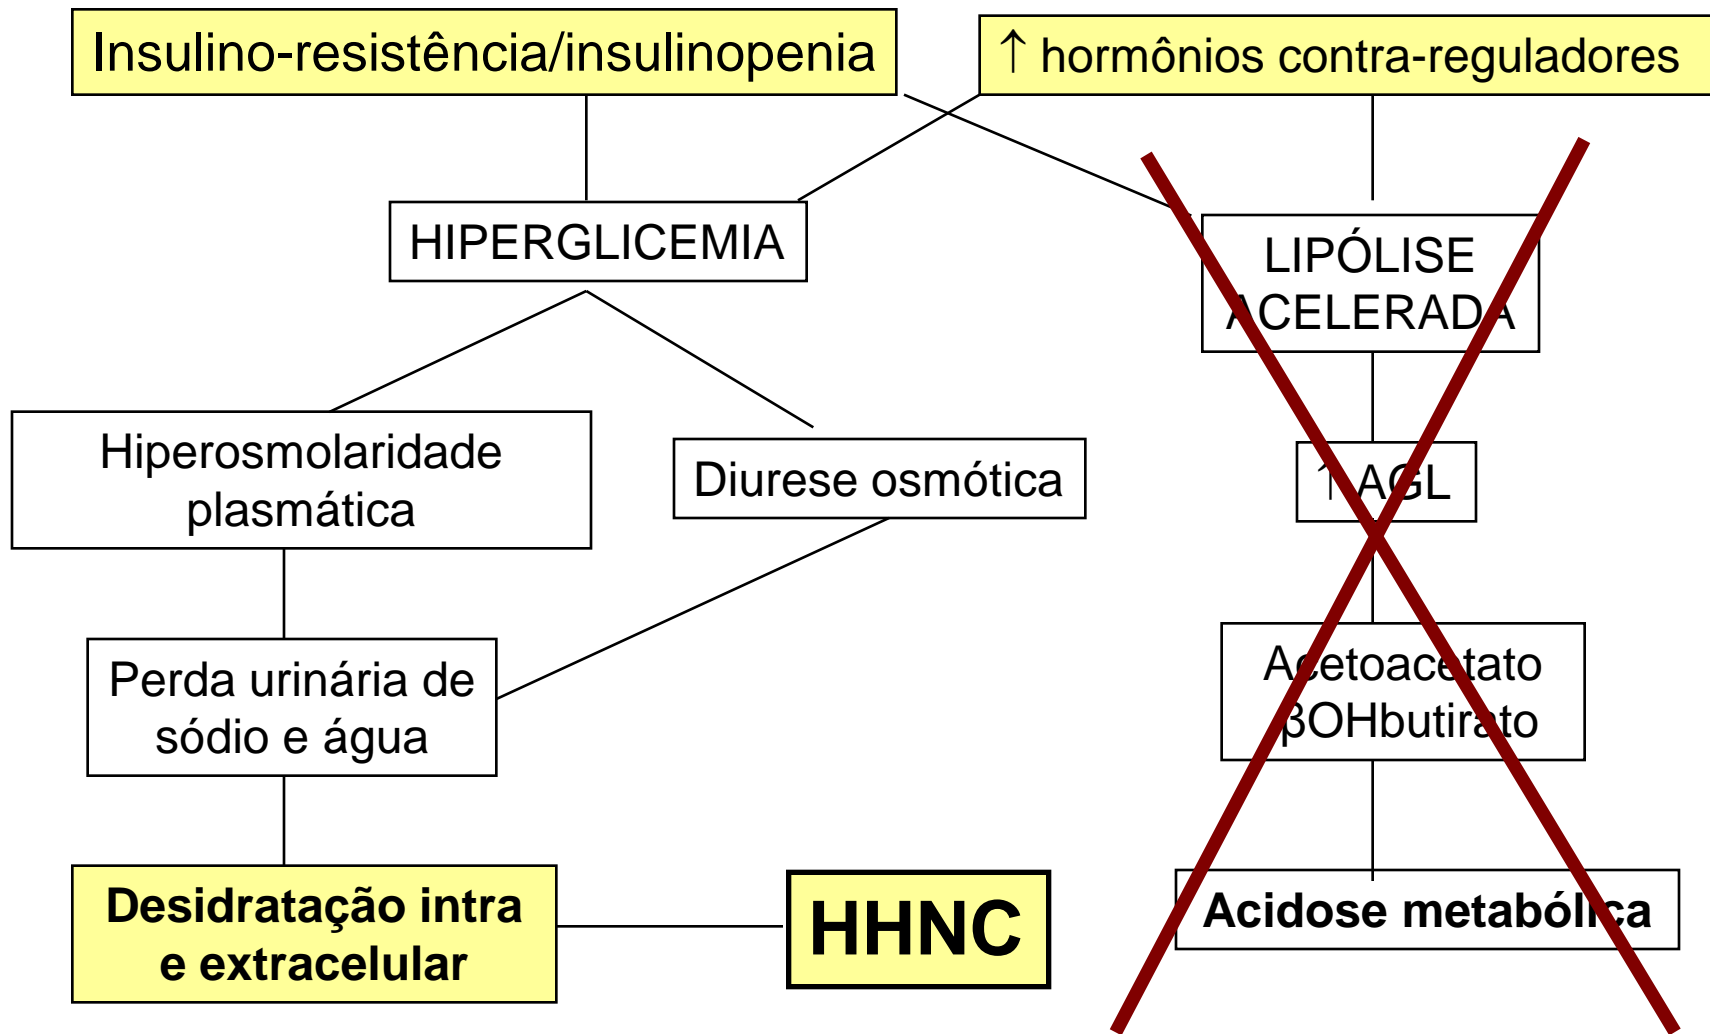 Insulino-resistência/insulinopenia
↑ hormônios contra-reguladores
HIPERGLICEMIA
LIPÓLISE
ACELERADA
Hiperosmolaridade
plasmática
Diurese osmótica
↑ AGL
Perda urinária de
sódio e água
Acetoacetato
βOHbutirato
Desidratação intra
e extracelular
HHNC
Acidose metabólica